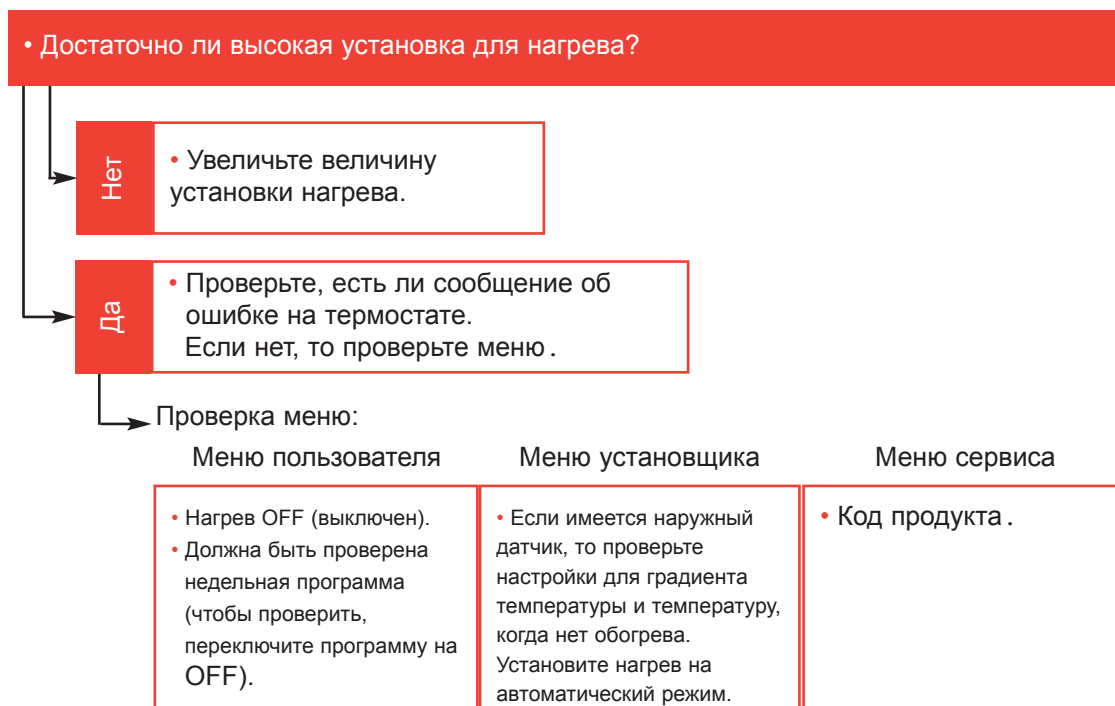 • Достаточно ли высокая установка для нагрева?
Нет
• Увеличьте величину
установки нагрева.
Да
• Проверьте, есть ли сообщение об
ошибке на термостате.
Если нет, то проверьте меню.
Проверка меню:
Меню пользователя
• Нагрев OFF (выключен).
• Должна быть проверена
недельная программа
(чтобы проверить,
переключите программу на
OFF).
Меню установщика
• Если имеется наружный
датчик, то проверьте
настройки для градиента
температуры и температуру,
когда нет обогрева.
Установите нагрев на
автоматический режим.
Меню сервиса
• Код продукта.